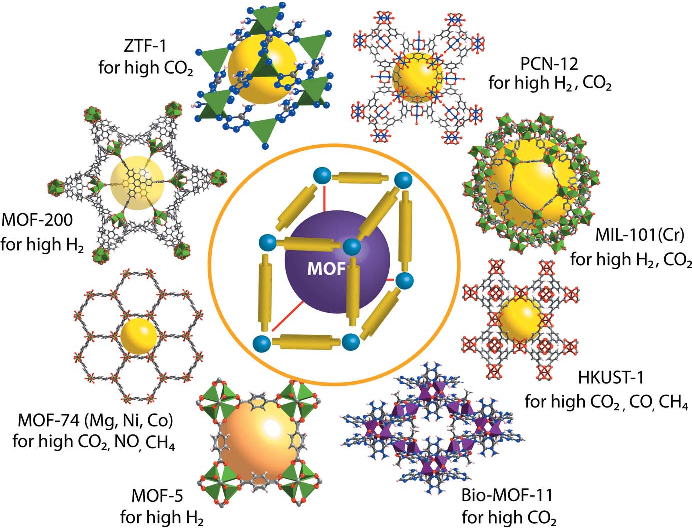 ZTF-1
for high CO₂
PCN-12
for high H₂, CO₂
MOF-200
for high H₂
MIL-101(Cr)
for high H₂, CO₂
MOF
MOF-74 (Mg, Ni, Co)
for high CO₂, NO, CH₄
HKUST-1
for high CO₂, CO, CH₄
MOF-5
for high H₂
Bio-MOF-11
for high CO₂